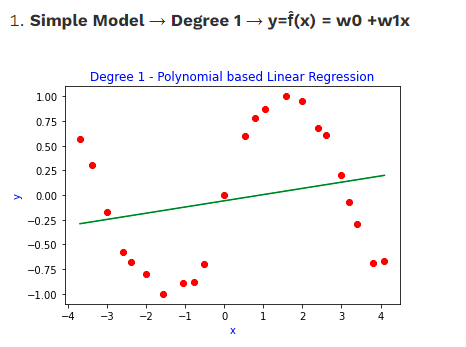 1. Simple Model → Degree 1 → y=f̂(x) = w0 +w1x
Degree 1 - Polynomial based Linear Regression
1.00
0.75
0.50
0.25
0.00
−0.25
−0.50
−0.75
−1.00
y
−4 −3 −2 −1 0 1 2 3 4
x